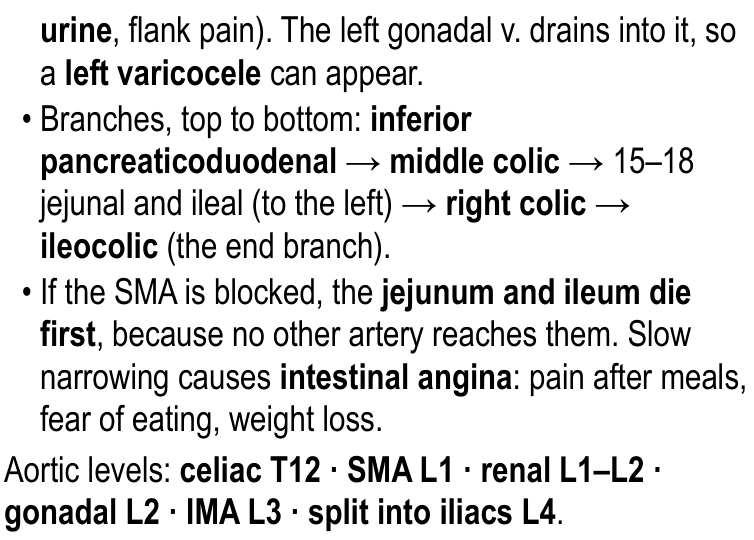 urine, flank pain). The left gonadal v. drains into it, so
a left varicocele can appear.
• Branches, top to bottom: inferior
pancreaticoduodenal → middle colic → 15–18
jejunal and ileal (to the left) → right colic →
ileocolic (the end branch).
• If the SMA is blocked, the jejunum and ileum die
first, because no other artery reaches them. Slow
narrowing causes intestinal angina: pain after meals,
fear of eating, weight loss.
Aortic levels: celiac T12 · SMA L1 · renal L1–L2 ·
gonadal L2 · IMA L3 · split into iliacs L4.